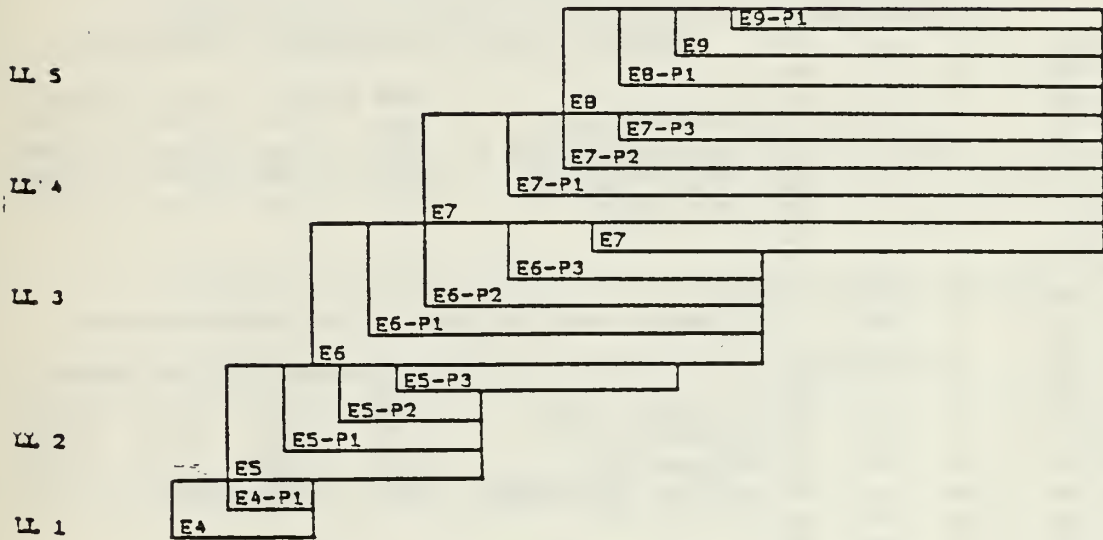 E9-P1
E9
LL 5
E8-P1
E8
E7-P3
E7-P2
LL 4
E7-P1
E7
E7
E6-P3
LL 3
E6-P2
E6-P1
E6
E5-P3
E5-P2
LL 2
E5-P1
E5
E4-P1
LL 1
E4